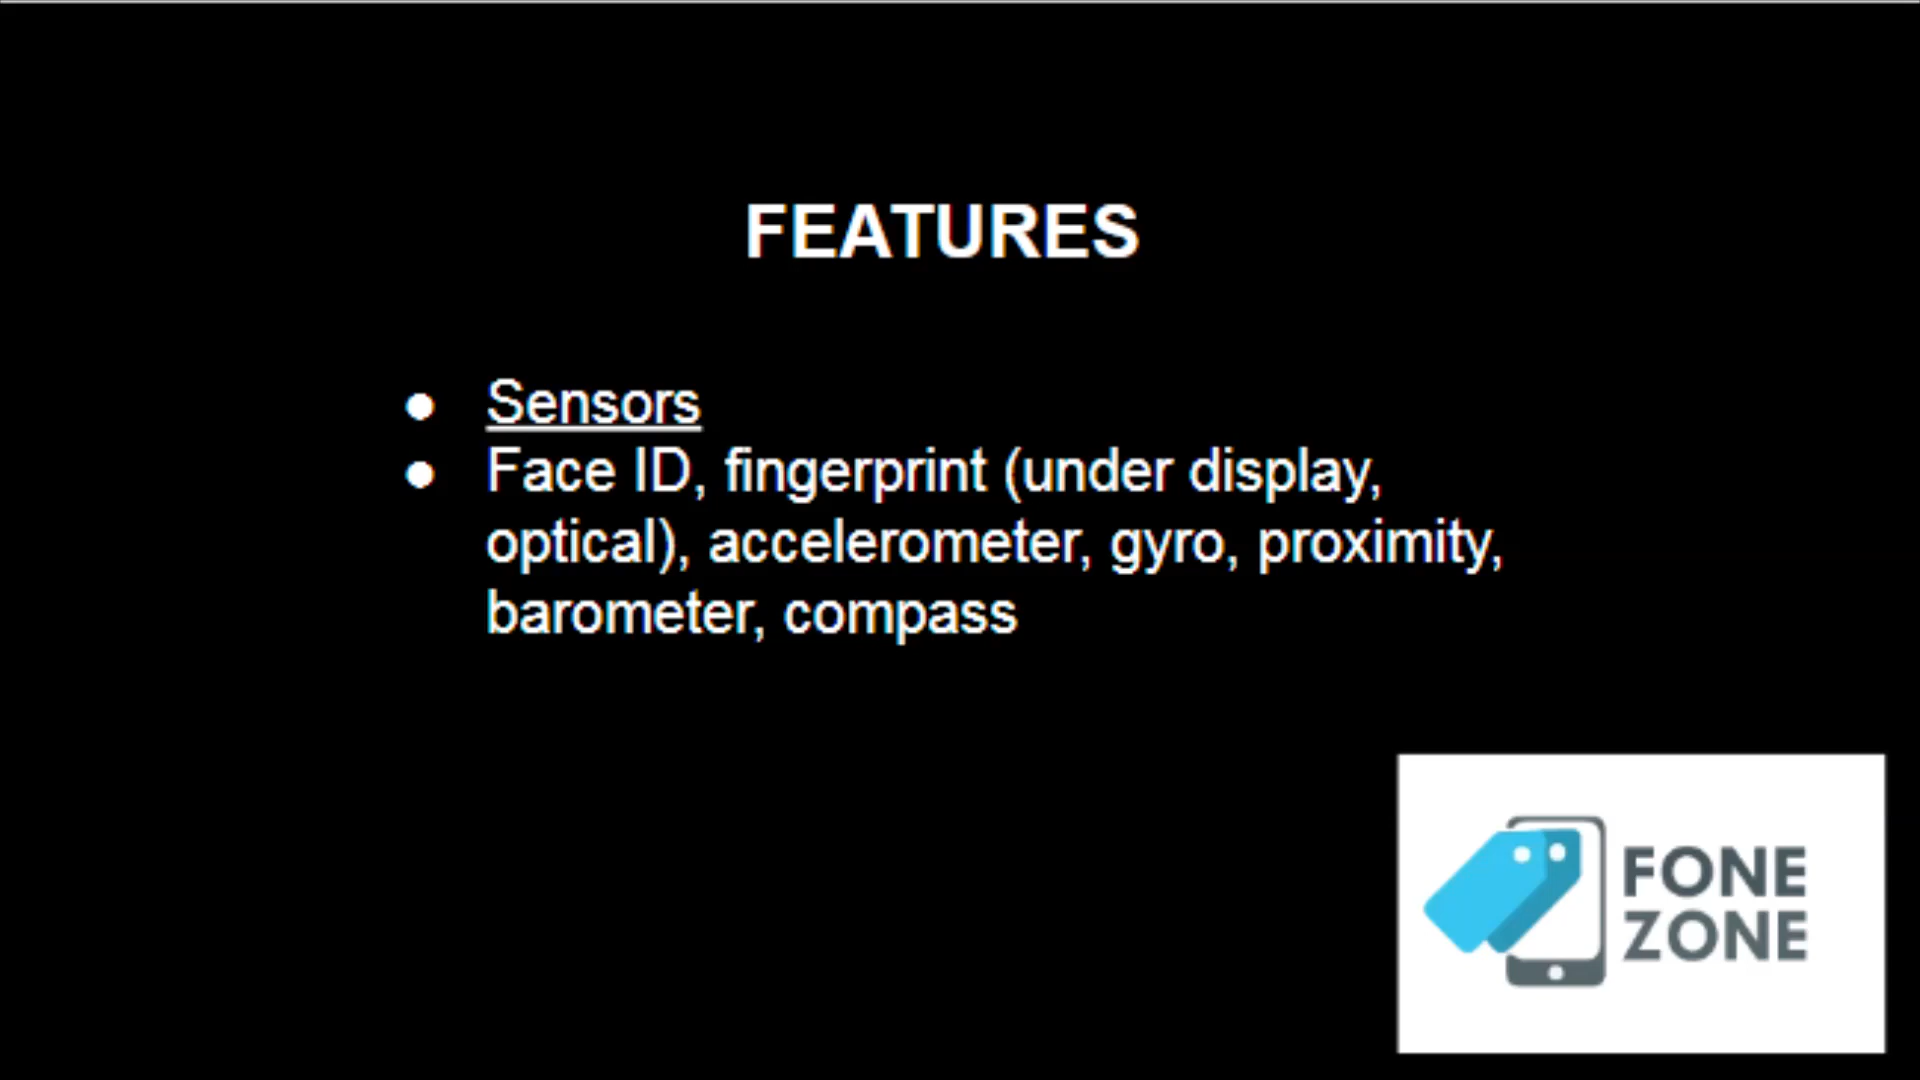 FEATURES
● Sensors
● Face ID, fingerprint (under display,
optical), accelerometer, gyro, proximity,
barometer, compass
FONE
ZONE